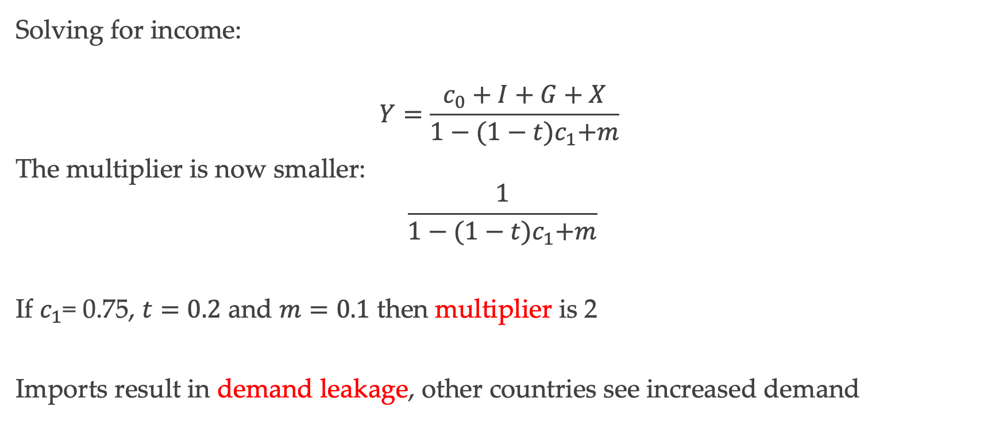 Solving for income:
Y = \frac{c_0 + I + G + X}{1 - (1 - t)c_1+m}
The multiplier is now smaller:
\frac{1}{1 - (1 - t)c_1+m}
If c_1= 0.75, t = 0.2 and m = 0.1 then multiplier is 2
Imports result in demand leakage, other countries see increased demand